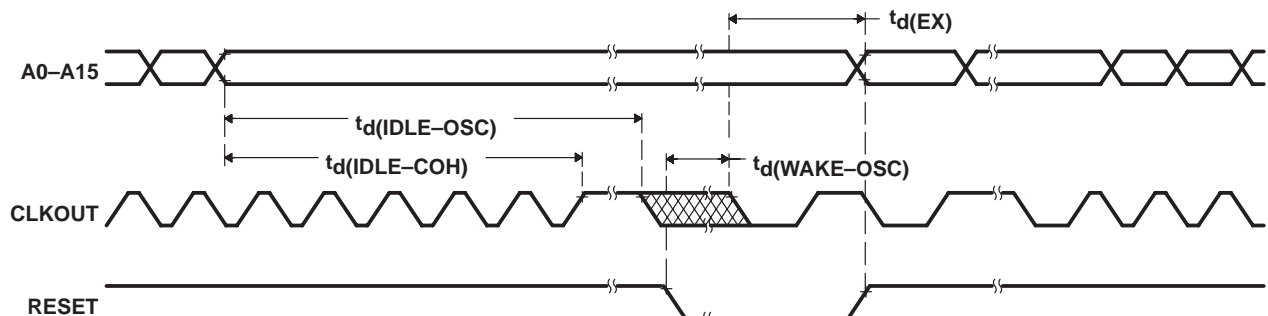 td(EX)
A0–A15
td(IDLE–OSC)
td(IDLE–COH)
td(WAKE–OSC)
CLKOUT
RESET